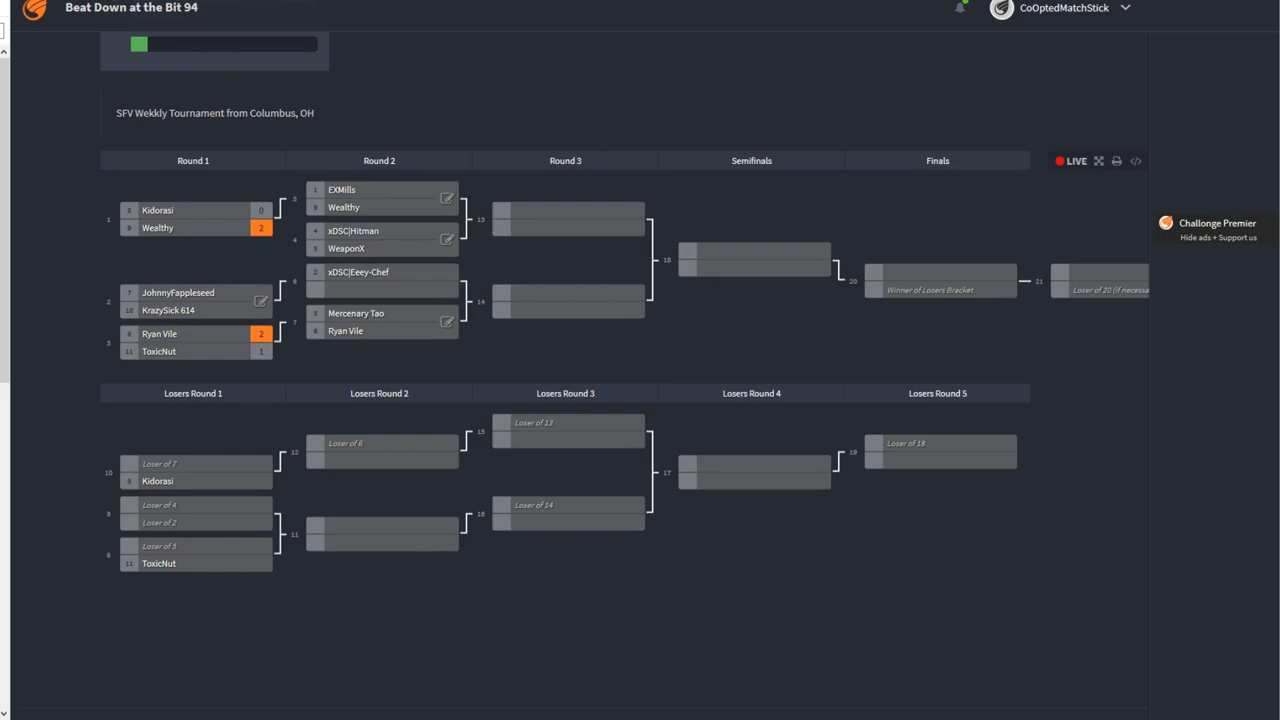 Beat Down at the Bit 94
CoOptedMatchStick
SFV Wekkly Tournament from Columbus, OH
Round 1 Round 2 Round 3 Semifinals Finals
LIVE
1
8 Kidorasi 0
9 Wealthy 2
2
7 JohnnyFappleseed
10 KrazySick 614
3
6 Ryan Vile 2
11 ToxicNut 1
5
1 EXMills
9 Wealthy
4
4 xDSC|Hitman
5 WeaponX
6
2 xDSC|Eeey-Chef
7
3 Mercenary Tao
6 Ryan Vile
13
14
18
20
Winner of Losers Bracket
21
Loser of 20 (if necessa
Challonge Premier
Hide ads + Support us
Losers Round 1 Losers Round 2 Losers Round 3 Losers Round 4 Losers Round 5
10
Loser of 7
8 Kidorasi
8
Loser of 4
Loser of 2
9
Loser of 5
11 ToxicNut
12
Loser of 6
11
15
Loser of 13
16
Loser of 14
17
19
Loser of 18